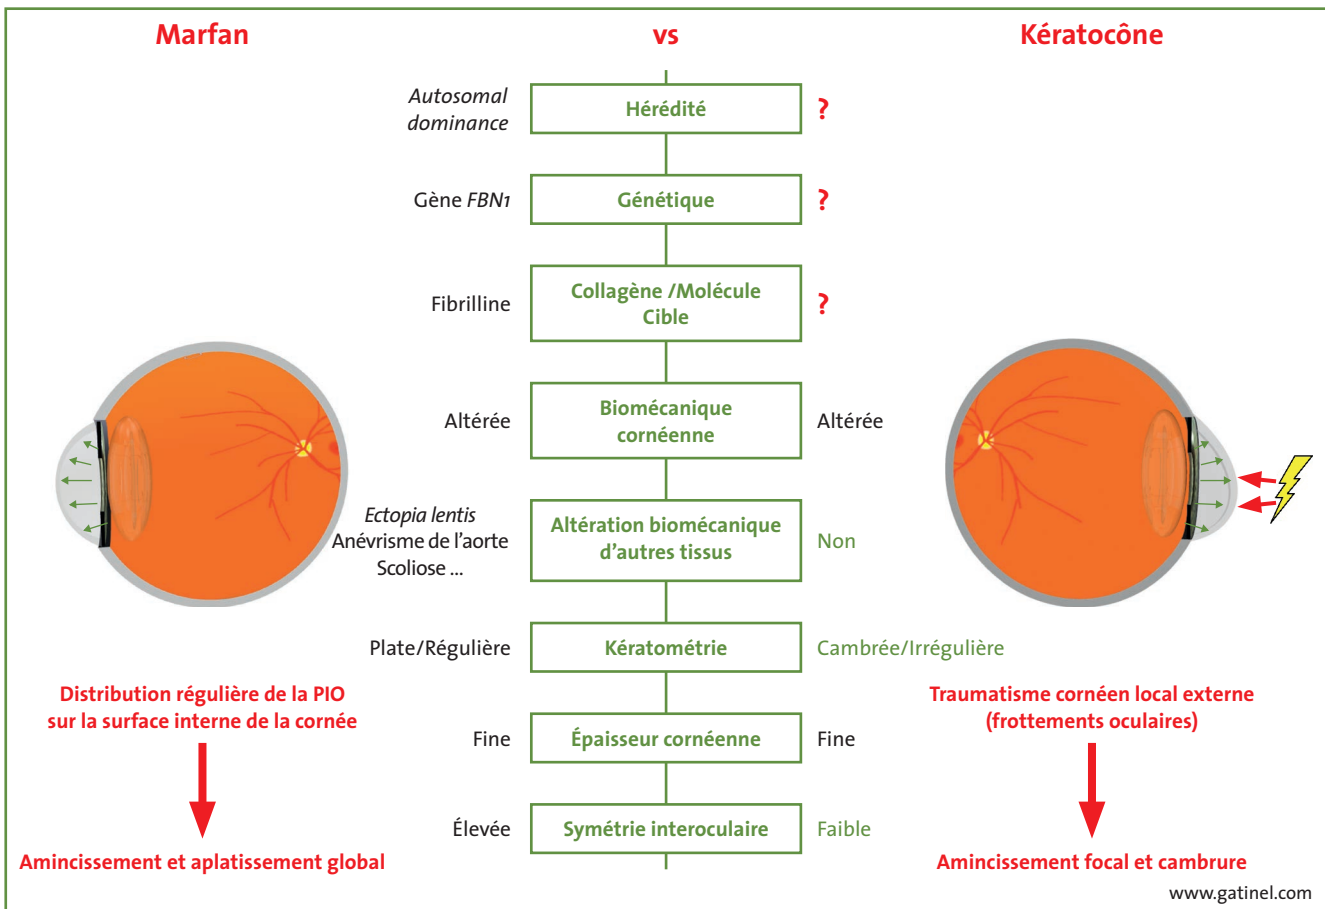 Marfan
vs
Kératocône
Autosomal
dominance
Hérédité
?
Gène FBN1
Génétique
?
Fibrilline
Collagène /Molécule
Cible
?
Altérée
Biomécanique
cornéenne
Altérée
Ectopia lentis
Anévrisme de l’aorte
Scoliose ...
Altération biomécanique
d’autres tissus
Non
Plate/Régulière
Kératométrie
Cambrée/Irrégulière
Distribution régulière de la PIO
sur la surface interne de la cornée
Traumatisme cornéen local externe
(frottements oculaires)
Fine
Épaisseur cornéenne
Fine
Élevée
Symétrie interoculaire
Faible
Amincissement et aplatissement global
Amincissement focal et cambrure
www.gatinel.com